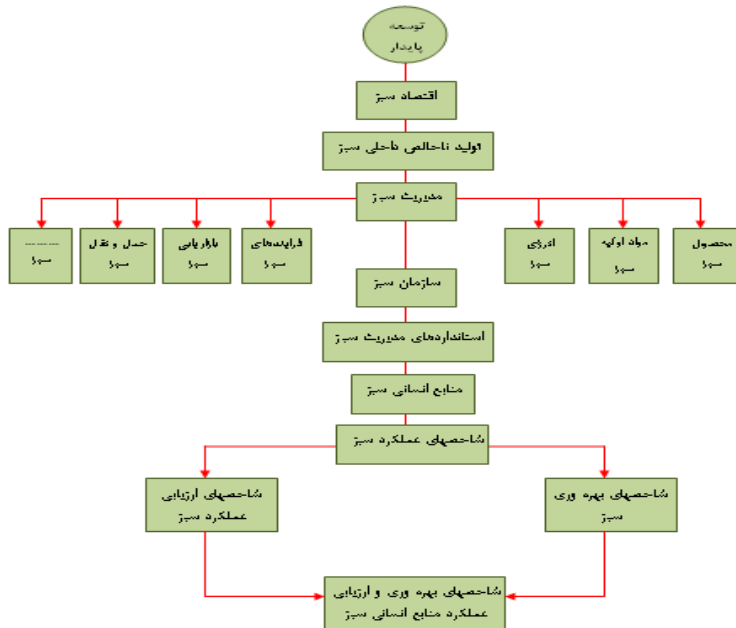 توسعه
پایدار
اقتصاد سبز
تولید ناخالص داخلی سبز
مدیریت سبز
محصول
سبز
مواد اولیه
سبز
انرژی
سبز
فرایندهای
سبز
بازاریابی
سبز
حمل و نقل
سبز
---------
سبز
سازمان سبز
استانداردهای مدیریت سبز
منابع انسانی سبز
شاخصهای عملکرد سبز
شاخصهای بهره وری
سبز
شاخصهای ارزیابی
عملکرد سبز
شاخصهای بهره وری و ارزیابی
عملکرد منابع انسانی سبز